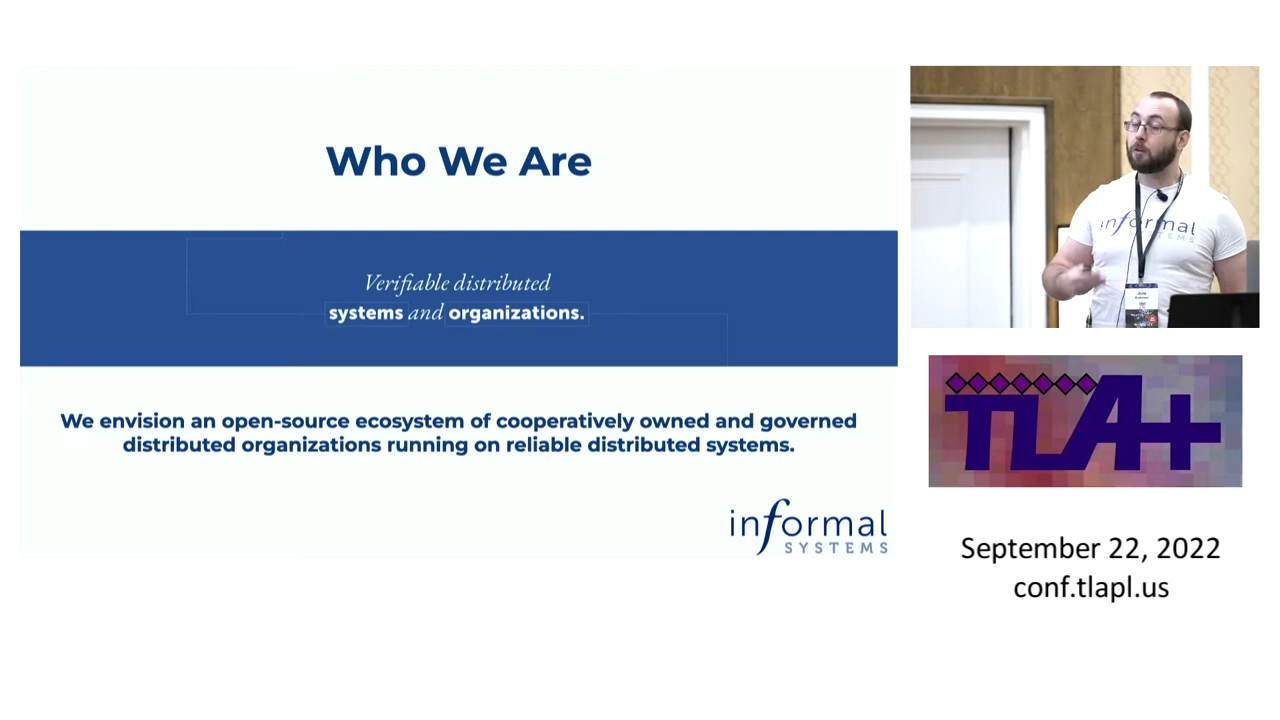 Who We Are
Verifiable distributed
systems and organizations.
We envision an open-source ecosystem of cooperatively owned and governed
distributed organizations running on reliable distributed systems.
informal
SYSTEMS
informal
SYSTEMS
TLA+
September 22, 2022
conf.tlapl.us